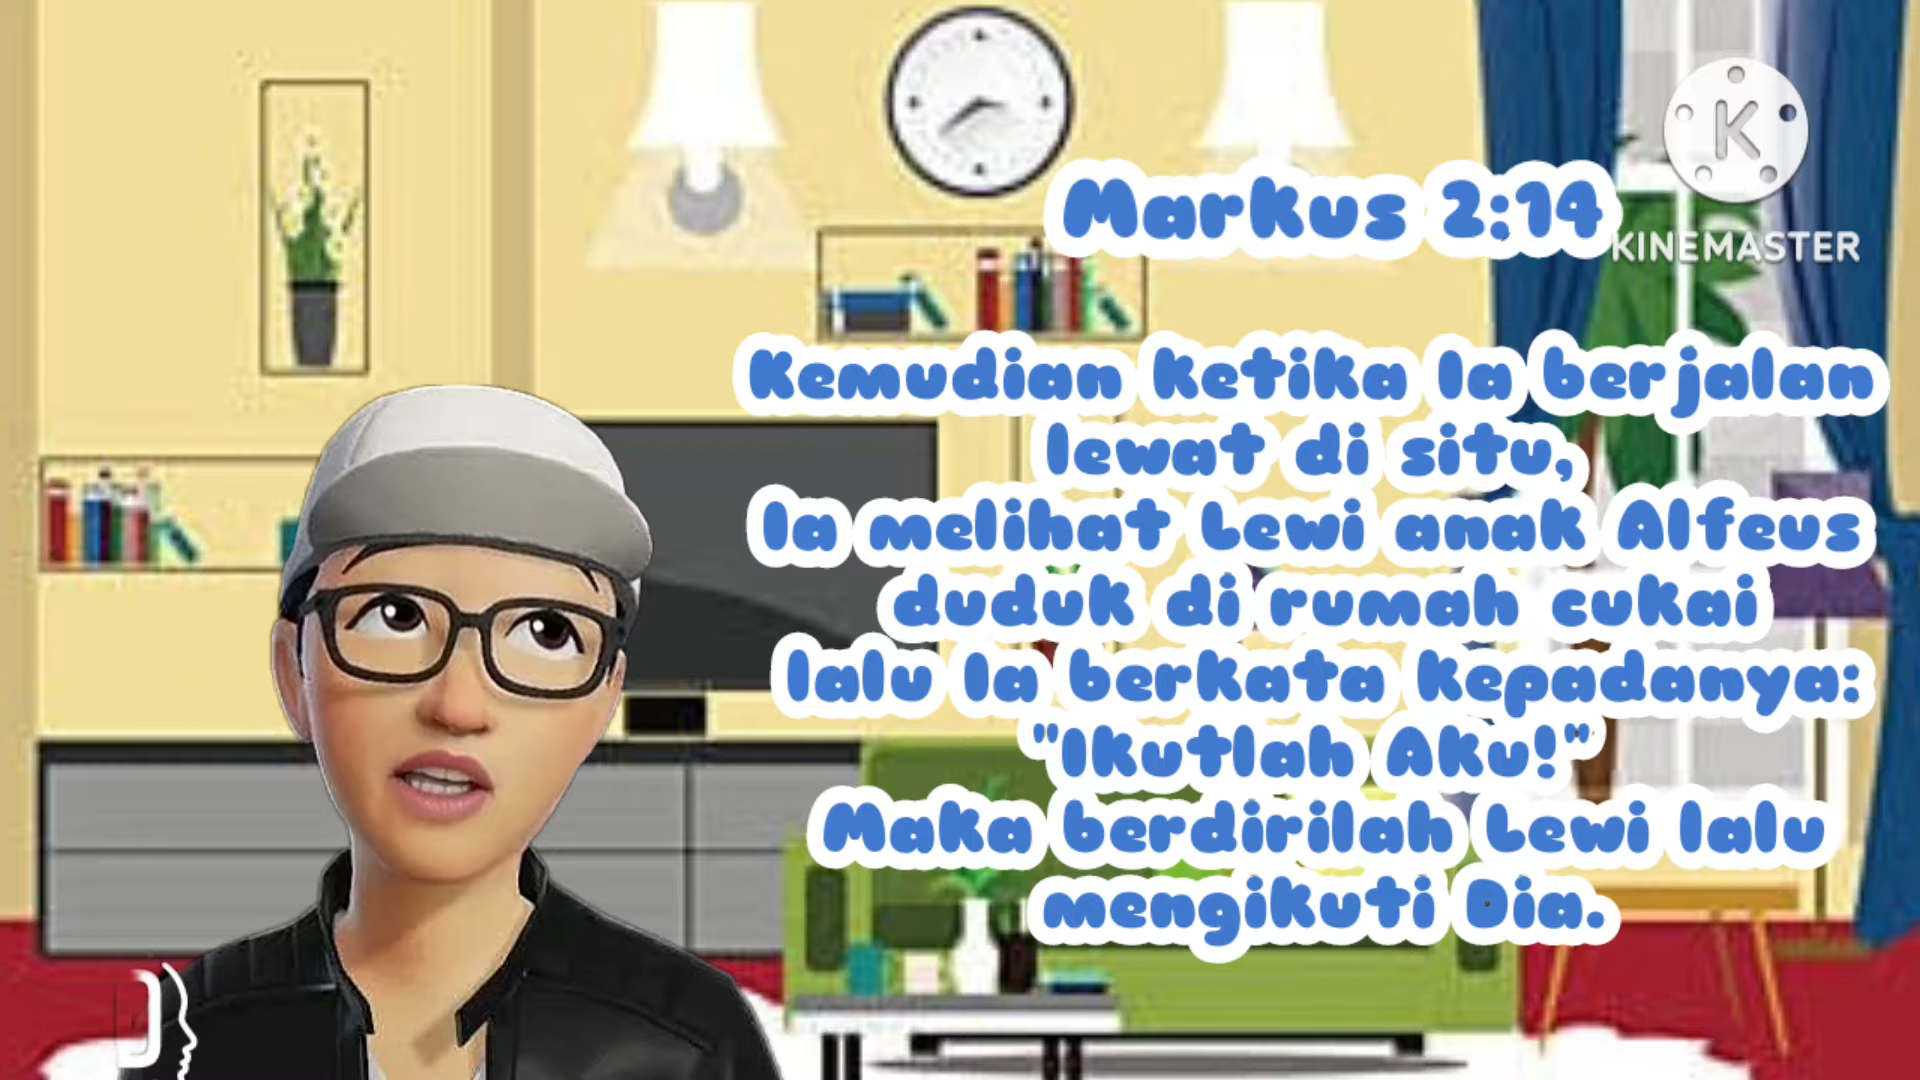 Markus 2:14
KINEMASTER
Kemudian ketika Ia berjalan
lewat di situ,
Ia melihat Lewi anak Alfeus
duduk di rumah cukai
lalu Ia berkata kepadanya:
"Ikutlah Aku!"
Maka berdirilah Lewi lalu
mengikuti Dia.